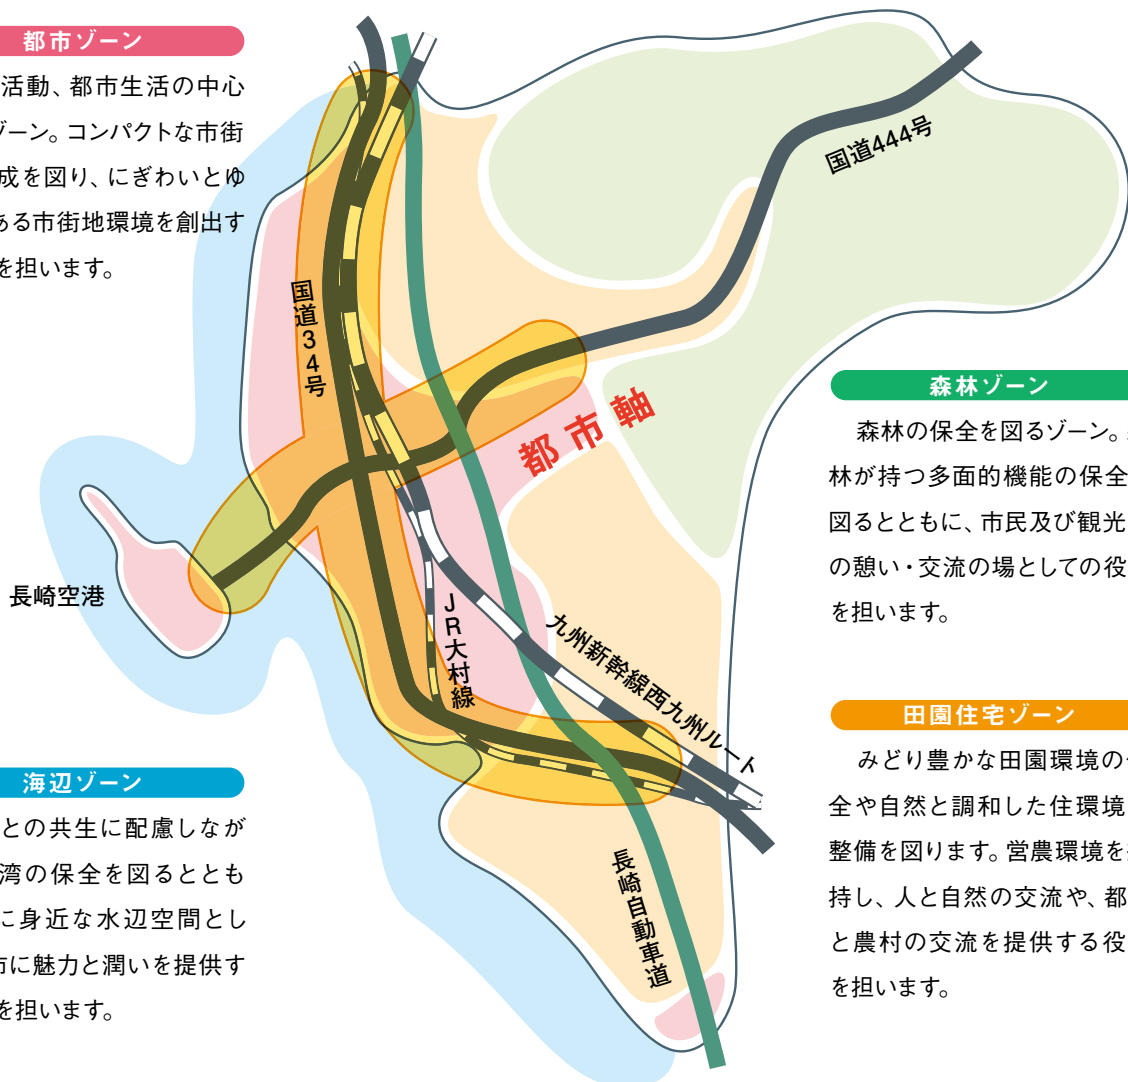 都市ゾーン
活動、都市生活の中心
ゾーン。コンパクトな市街
成を図り、にぎわいとゆ
ある市街地環境を創出す
を担います。
国道444号
国道34号
都市軸
森林ゾーン
森林の保全を図るゾーン。
林が持つ多面的機能の保全
図るとともに、市民及び観光
の憩い・交流の場としての役
を担います。
長崎空港
JR大村線
九州新幹線西九州ルート
田園住宅ゾーン
みどり豊かな田園環境の
全や自然と調和した住環境
整備を図ります。営農環境を
持し、人と自然の交流や、都
と農村の交流を提供する役
を担います。
海辺ゾーン
との共生に配慮しなが
湾の保全を図るととも
に身近な水辺空間とし
市に魅力と潤いを提供す
を担います。
長崎自動車道